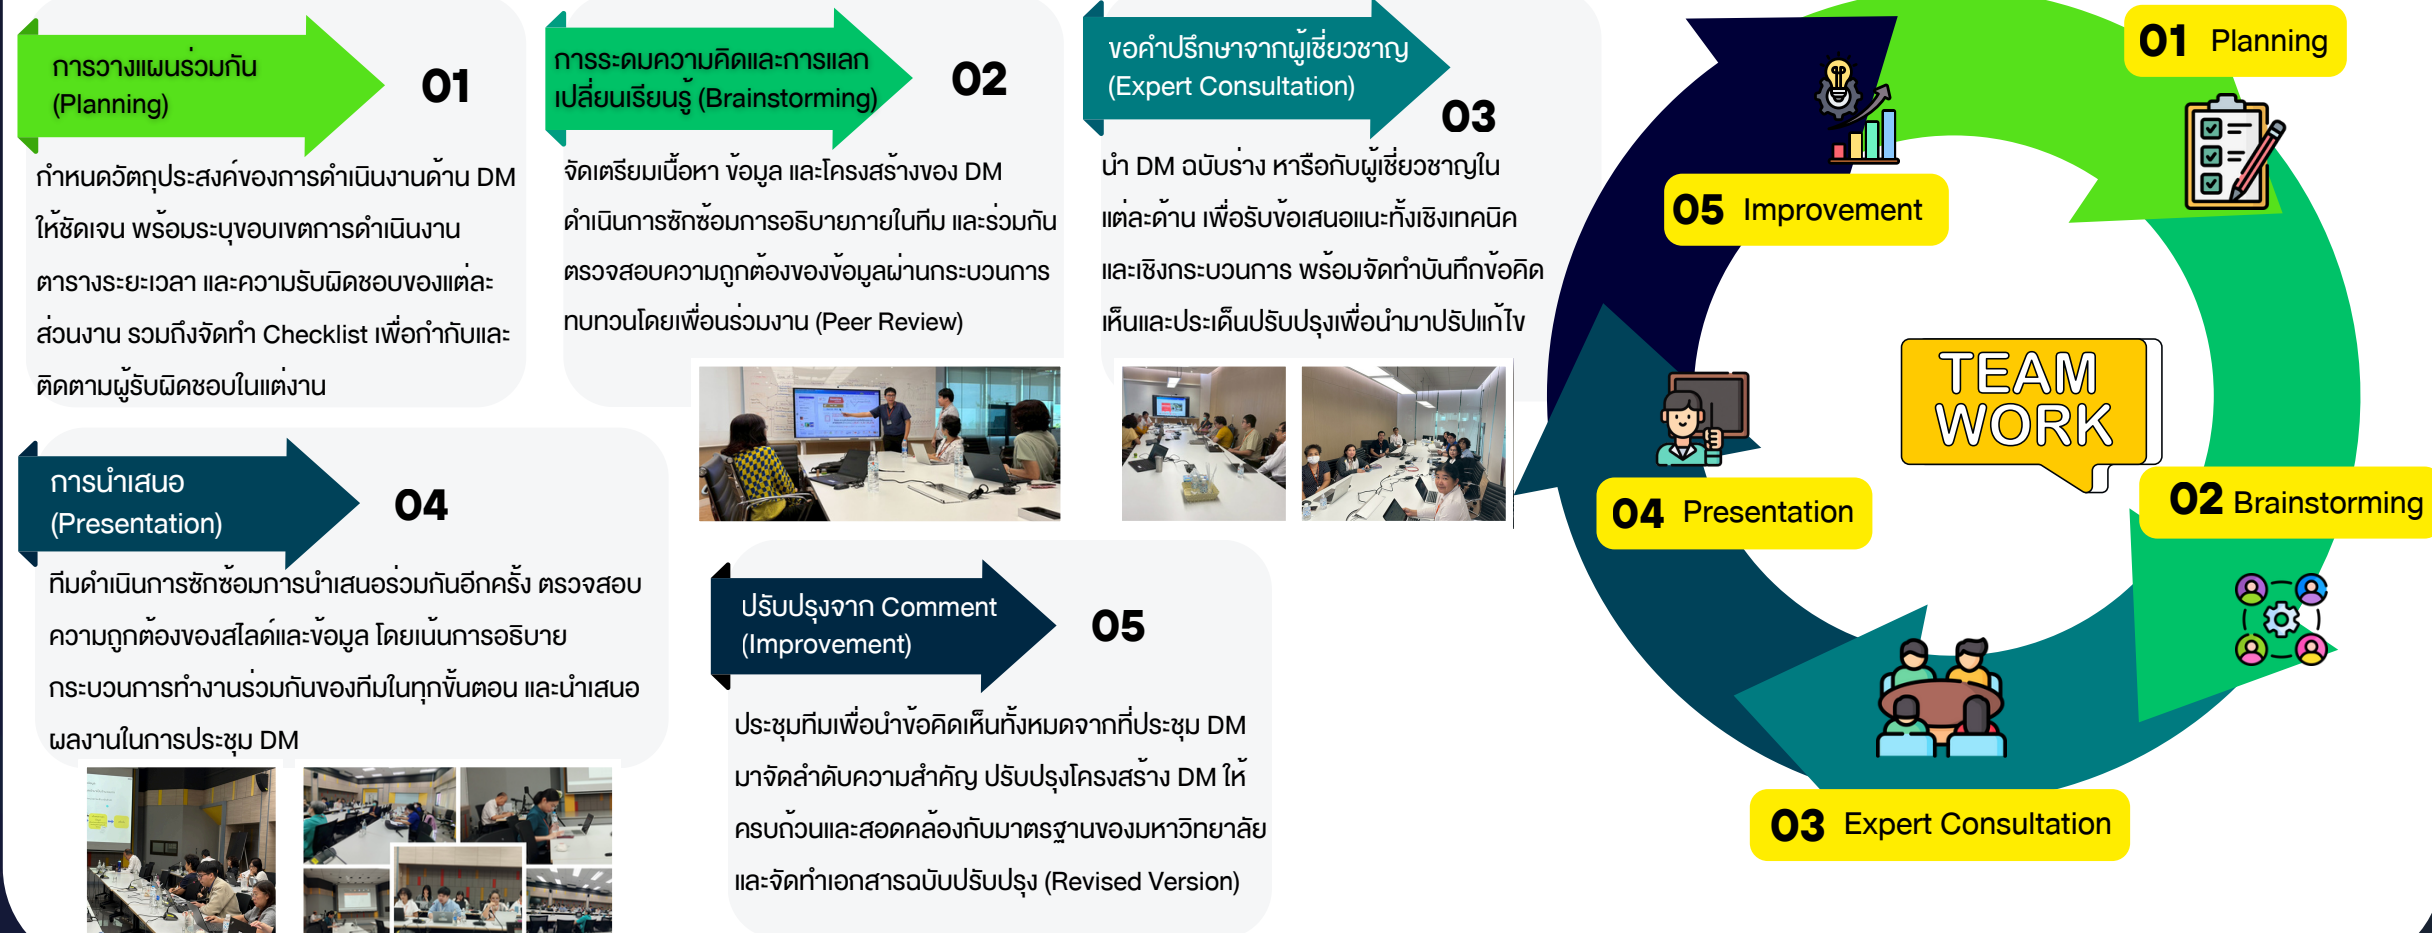 การวางแผนร่วมกัน
(Planning)
01
กำหนดวัตถุประสงค์ของการดำเนินงานด้าน DM
ให้ชัดเจน พร้อมระบุขอบเขตการดำเนินงาน
ตารางระยะเวลา และความรับผิดชอบของแต่ละ
ส่วนงาน รวมถึงจัดทำ Checklist เพื่อกำกับและ
ติดตามผู้รับผิดชอบในแต่งาน
การระดมความคิดและการแลก
เปลี่ยนเรียนรู้ (Brainstorming)
02
จัดเตรียมเนื้อหา ข้อมูล และโครงสร้างของ DM
ดำเนินการซักซ้อมการอธิบายภายในทีม และร่วมกัน
ตรวจสอบความถูกต้องของข้อมูลผ่านกระบวนการ
ทบทวนโดยเพื่อนร่วมงาน (Peer Review)
ขอคำปรึกษาจากผู้เชี่ยวชาญ
(Expert Consultation)
03
นำ DM ฉบับร่าง หารือกับผู้เชี่ยวชาญใน
แต่ละด้าน เพื่อรับข้อเสนอแนะทั้งเชิงเทคนิค
และเชิงกระบวนการ พร้อมจัดทำบันทึกข้อคิด
เห็นและประเด็นปรับปรุงเพื่อนำมาปรัปแก้ไข
การนำเสนอ
(Presentation)
04
ทีมดำเนินการซักซ้อมการนำเสนอร่วมกันอีกครั้ง ตรวจสอบ
ความถูกต้องของสไลด์และข้อมูล โดยเน้นการอธิบาย
กระบวนการทำงานร่วมกันของทีมในทุกขั้นตอน และนำเสนอ
ผลงานในการประชุม DM
ปรับปรุงจาก Comment
(Improvement)
05
ประชุมทีมเพื่อนำข้อคิดเห็นทั้งหมดจากที่ประชุม DM
มาจัดลำดับความสำคัญ ปรับปรุงโครงสร้าง DM ให้
ครบถ้วนและสอดคล้องกับมาตรฐานของมหาวิทยาลัย
และจัดทำเอกสารฉบับปรับปรุง (Revised Version)
01 Planning
05 Improvement
TEAM
WORK
02 Brainstorming
04 Presentation
03 Expert Consultation